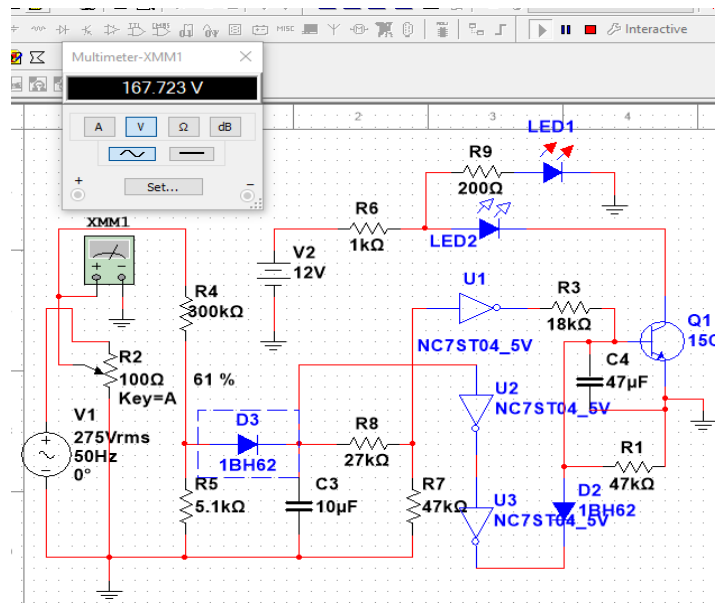 MISC
Interactive
Multimeter-XMM1
167.723 V
A V Ω dB
+ Set... −
2 3 4
LED1
R9
200Ω
XMM1
R6
1kΩ
LED2
V2
12V
R4
300kΩ
U1
R3
18kΩ
Q1
NC7ST04_5V
R2
100Ω
Key=A
61 %
C4
47µF
U2
NC7ST04_5V
V1
275Vrms
50Hz
0°
D3
1BH62
R8
27kΩ
R1
47kΩ
R5
5.1kΩ
C3
10µF
R7
47kΩ
D2
1BH62
U3
NC7ST04_5V